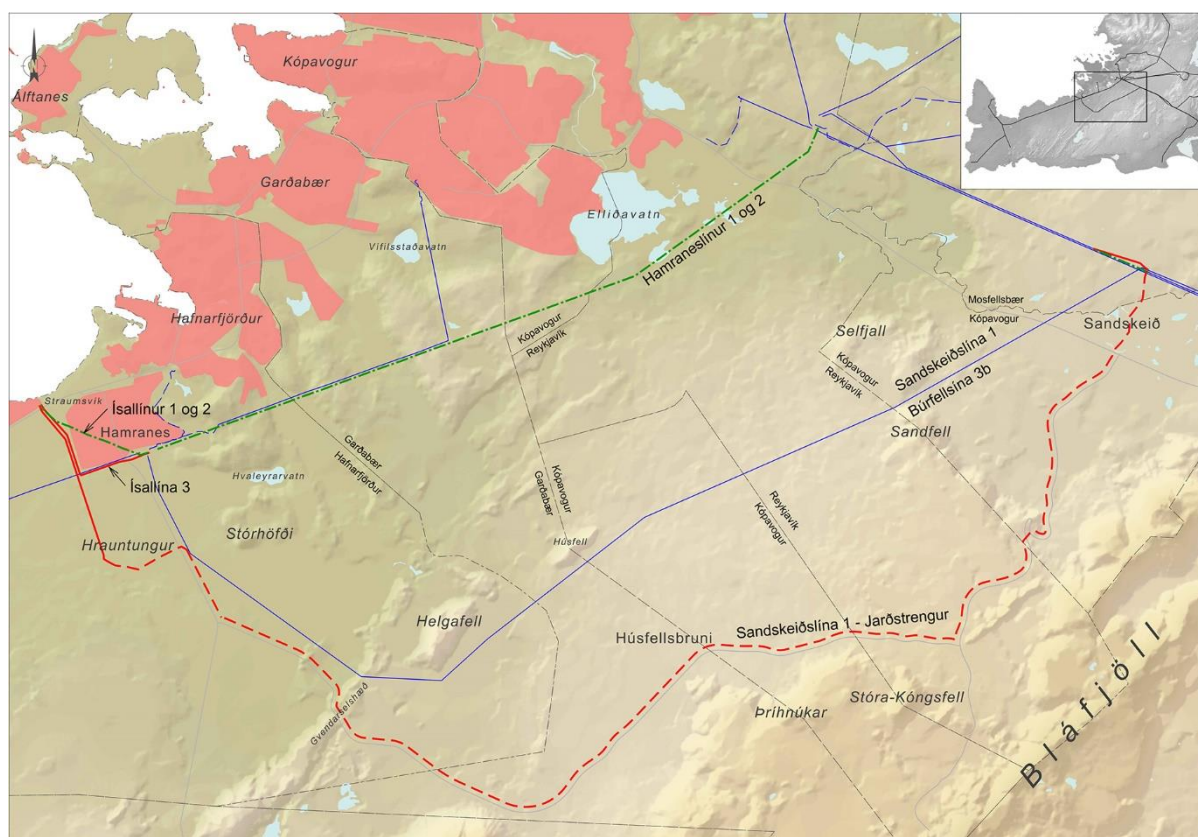 Kópavogur
Álftanes
Garðabær
Elliðavatn
Vífilsstaðavatn
Hamraneslínur 1 og 2
Hafnarfjörður
Mosfellsbær
Kópavogur
Sandskeið
Selfjall
Kópavogur
Reykjavík
Kópavogur
Reykjavík
Sandskeiðslína 1
Búrfellslína 3b
Straumsvík
Ísallínur 1 og 2
Hamranes
Sandfell
Garðabær
Hafnarfjörður
Ísallína 3
Hvaleyrarvatn
Kópavogur
Garðabær
Reykjavík
Kópavogur
Stórhöfði
Hrauntungur
Húsfell
Helgafell
Húsfellsbruni
Sandskeiðslína 1 - Jarðstrengur
Gvendarselshæð
Stóra-Kóngsfell
Þríhnúkar
Bláfjöll